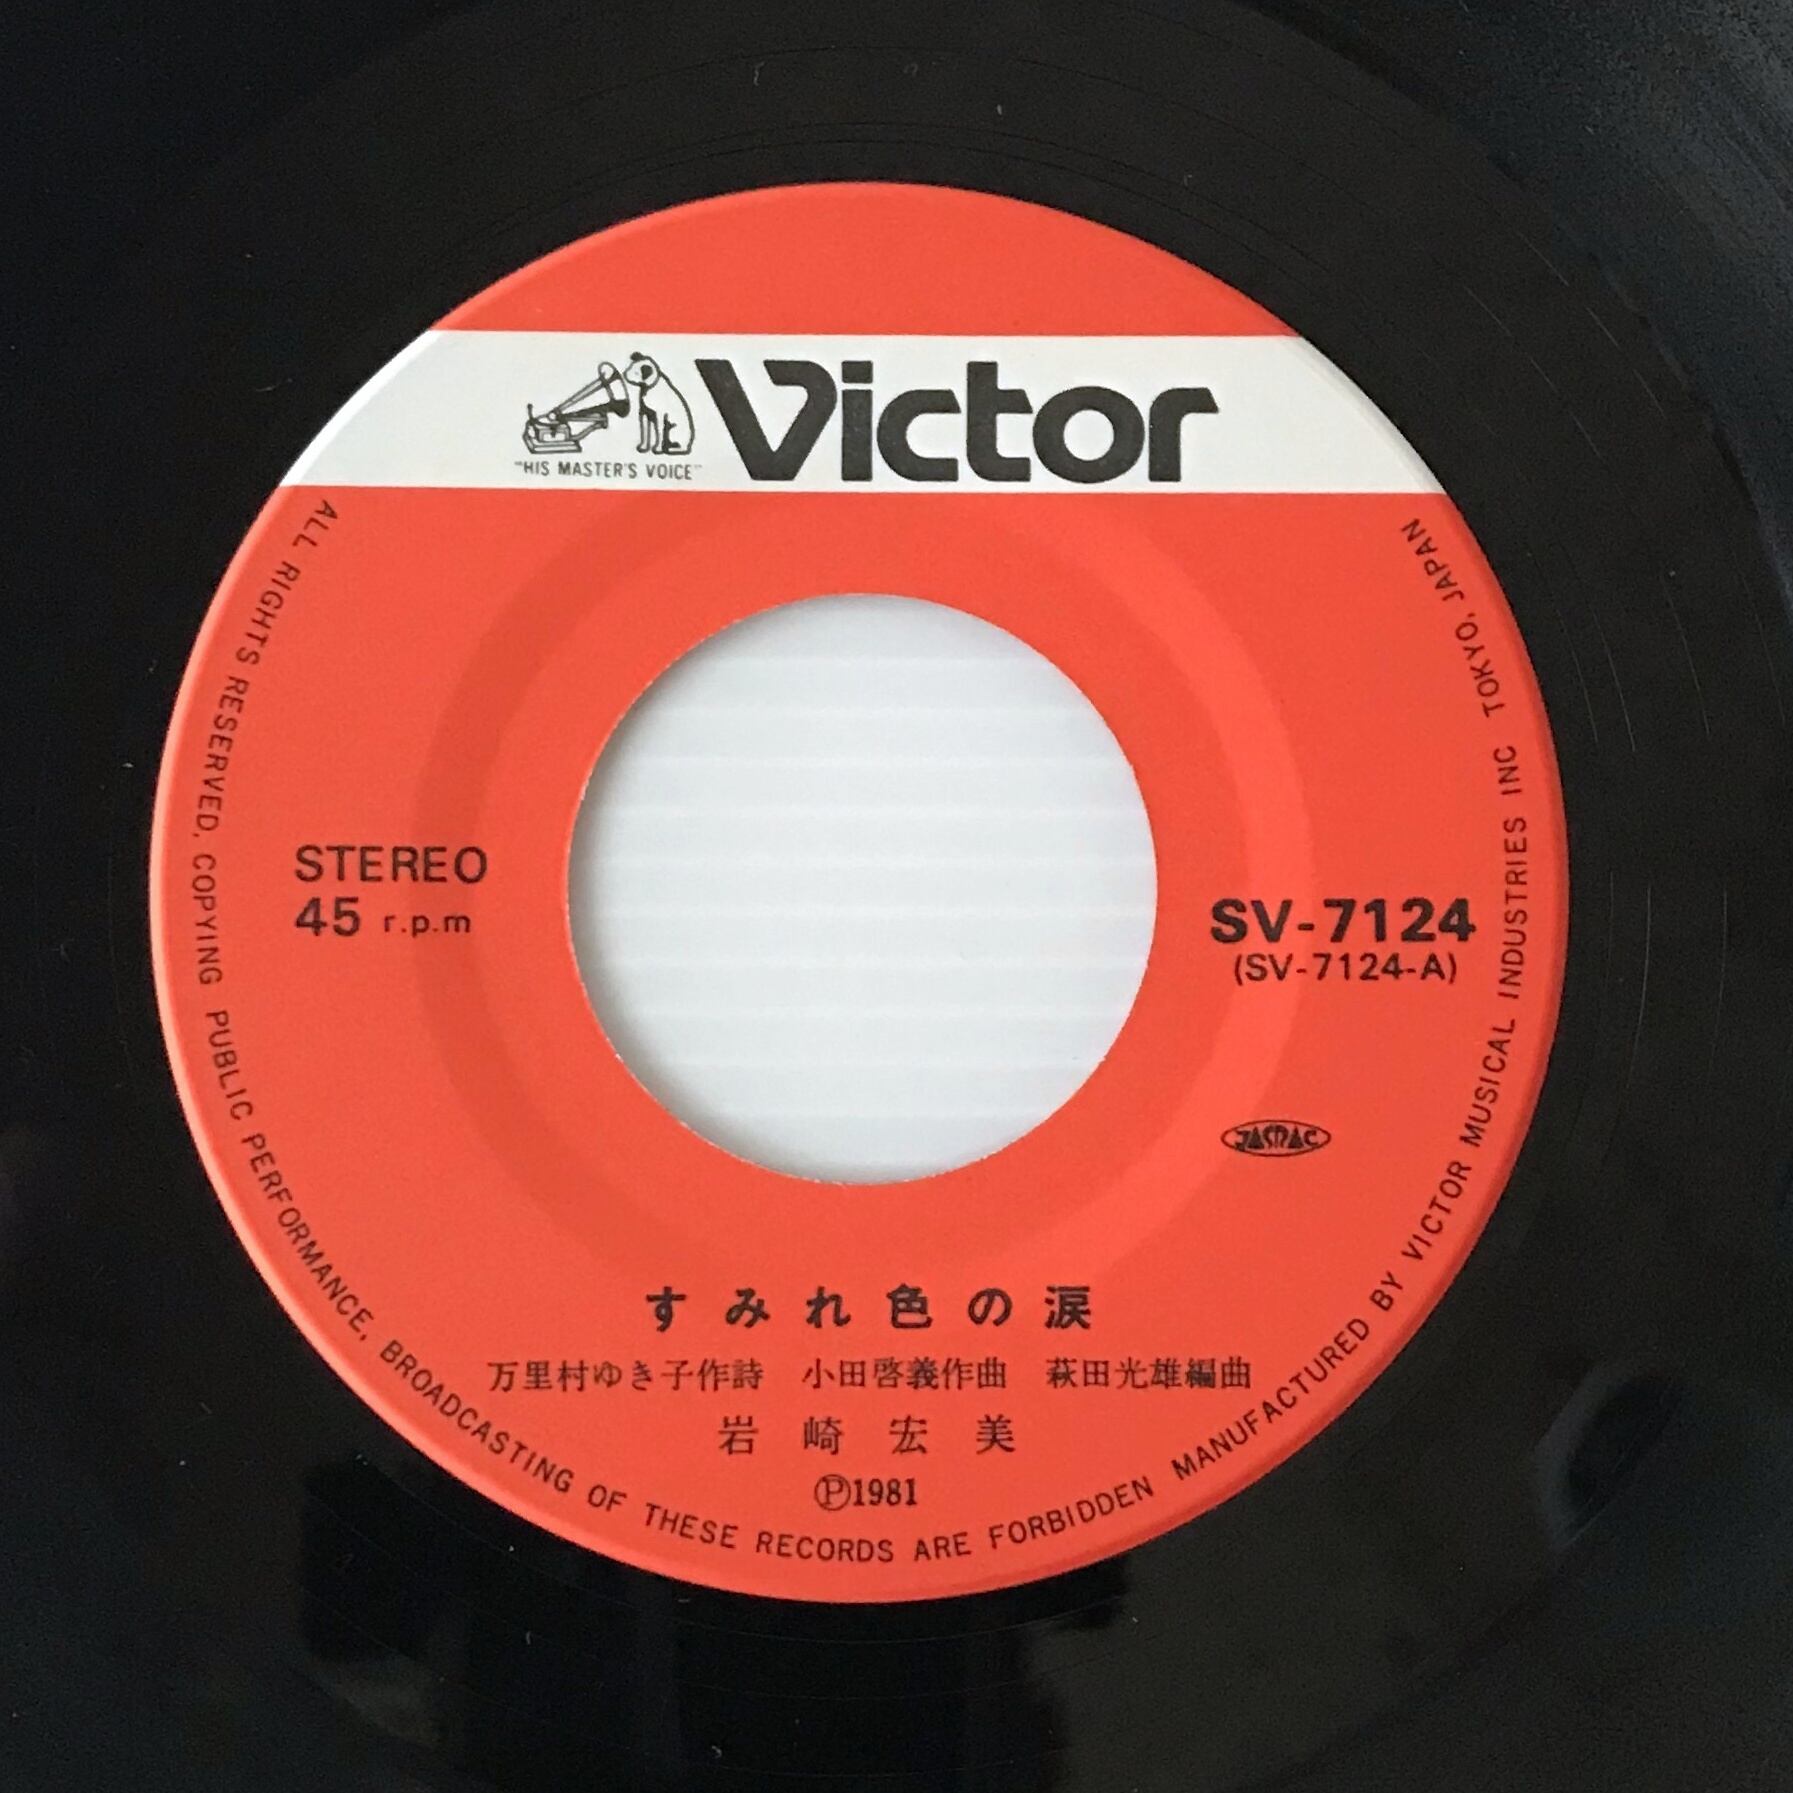 "HIS MASTER'S VOICE"
Victor
STEREO
45 r.p.m
SV-7124
(SV-7124-A)
JASRAC
すみれ色の涙
万里村ゆき子作詩 小田啓義作曲 萩田光雄編曲
岩崎宏美
Ⓟ1981
ALL RIGHTS RESERVED. COPYING PUBLIC PERFORMANCE, BROADCASTING OF THESE RECORDS ARE FORBIDDEN MANUFACTURED BY VICTOR MUSICAL INDUSTRIES INC TOKYO, JAPAN